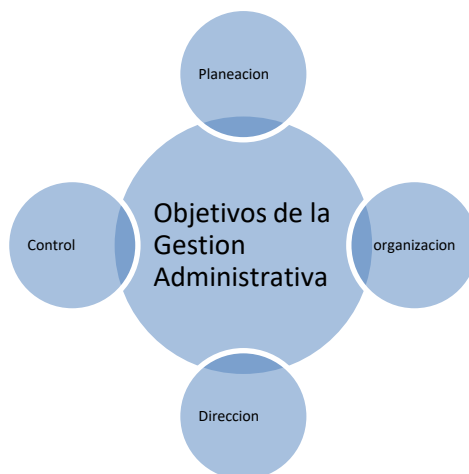 Planeacion
Objetivos de la
Gestion
Administrativa
Control
organizacion
Direccion